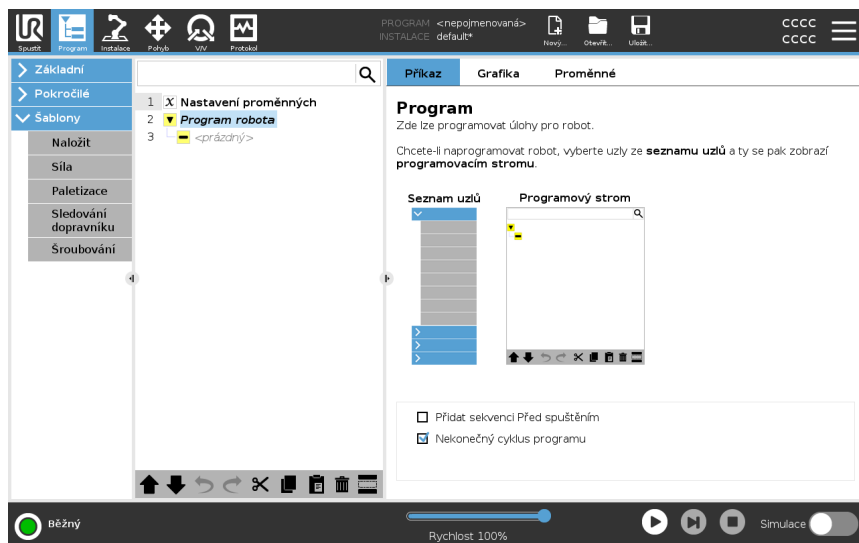 PROGRAM <nepojmenovaná>
INSTALACE default*
UR
Spustit
Program
Instalace
Pohyb
V/V
Protokol
Nový...
Otevřít...
Uložit...
CCCC
CCCC
Základní
Pokročilé
Šablony
Naložit
Síla
Paletizace
Sledování
dopravníku
Šroubování
1 X Nastavení proměnných
2 Program robota
3 <prázdný>
Příkaz
Grafika
Proměnné
Program
Zde lze programovat úlohy pro robot.
Chcete-li naprogramovat robot, vyberte uzly ze seznamu uzlů a ty se pak zobrazí
programovacím stromu.
Seznam uzlů
Programový strom
Přidat sekvenci Před spuštěním
Nekonečný cyklus programu
Běžný
Rychlost 100%
Simulace